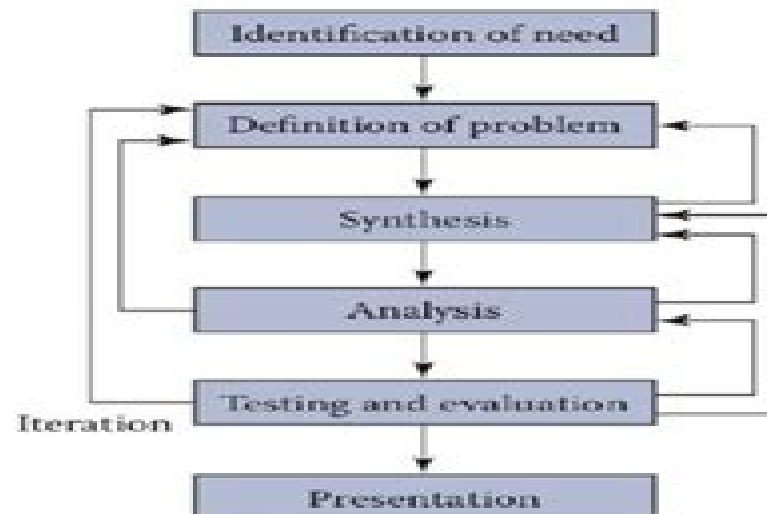 Identification of need
Definition of problem
Synthesis
Analysis
Testing and evaluation
Iteration
Presentation